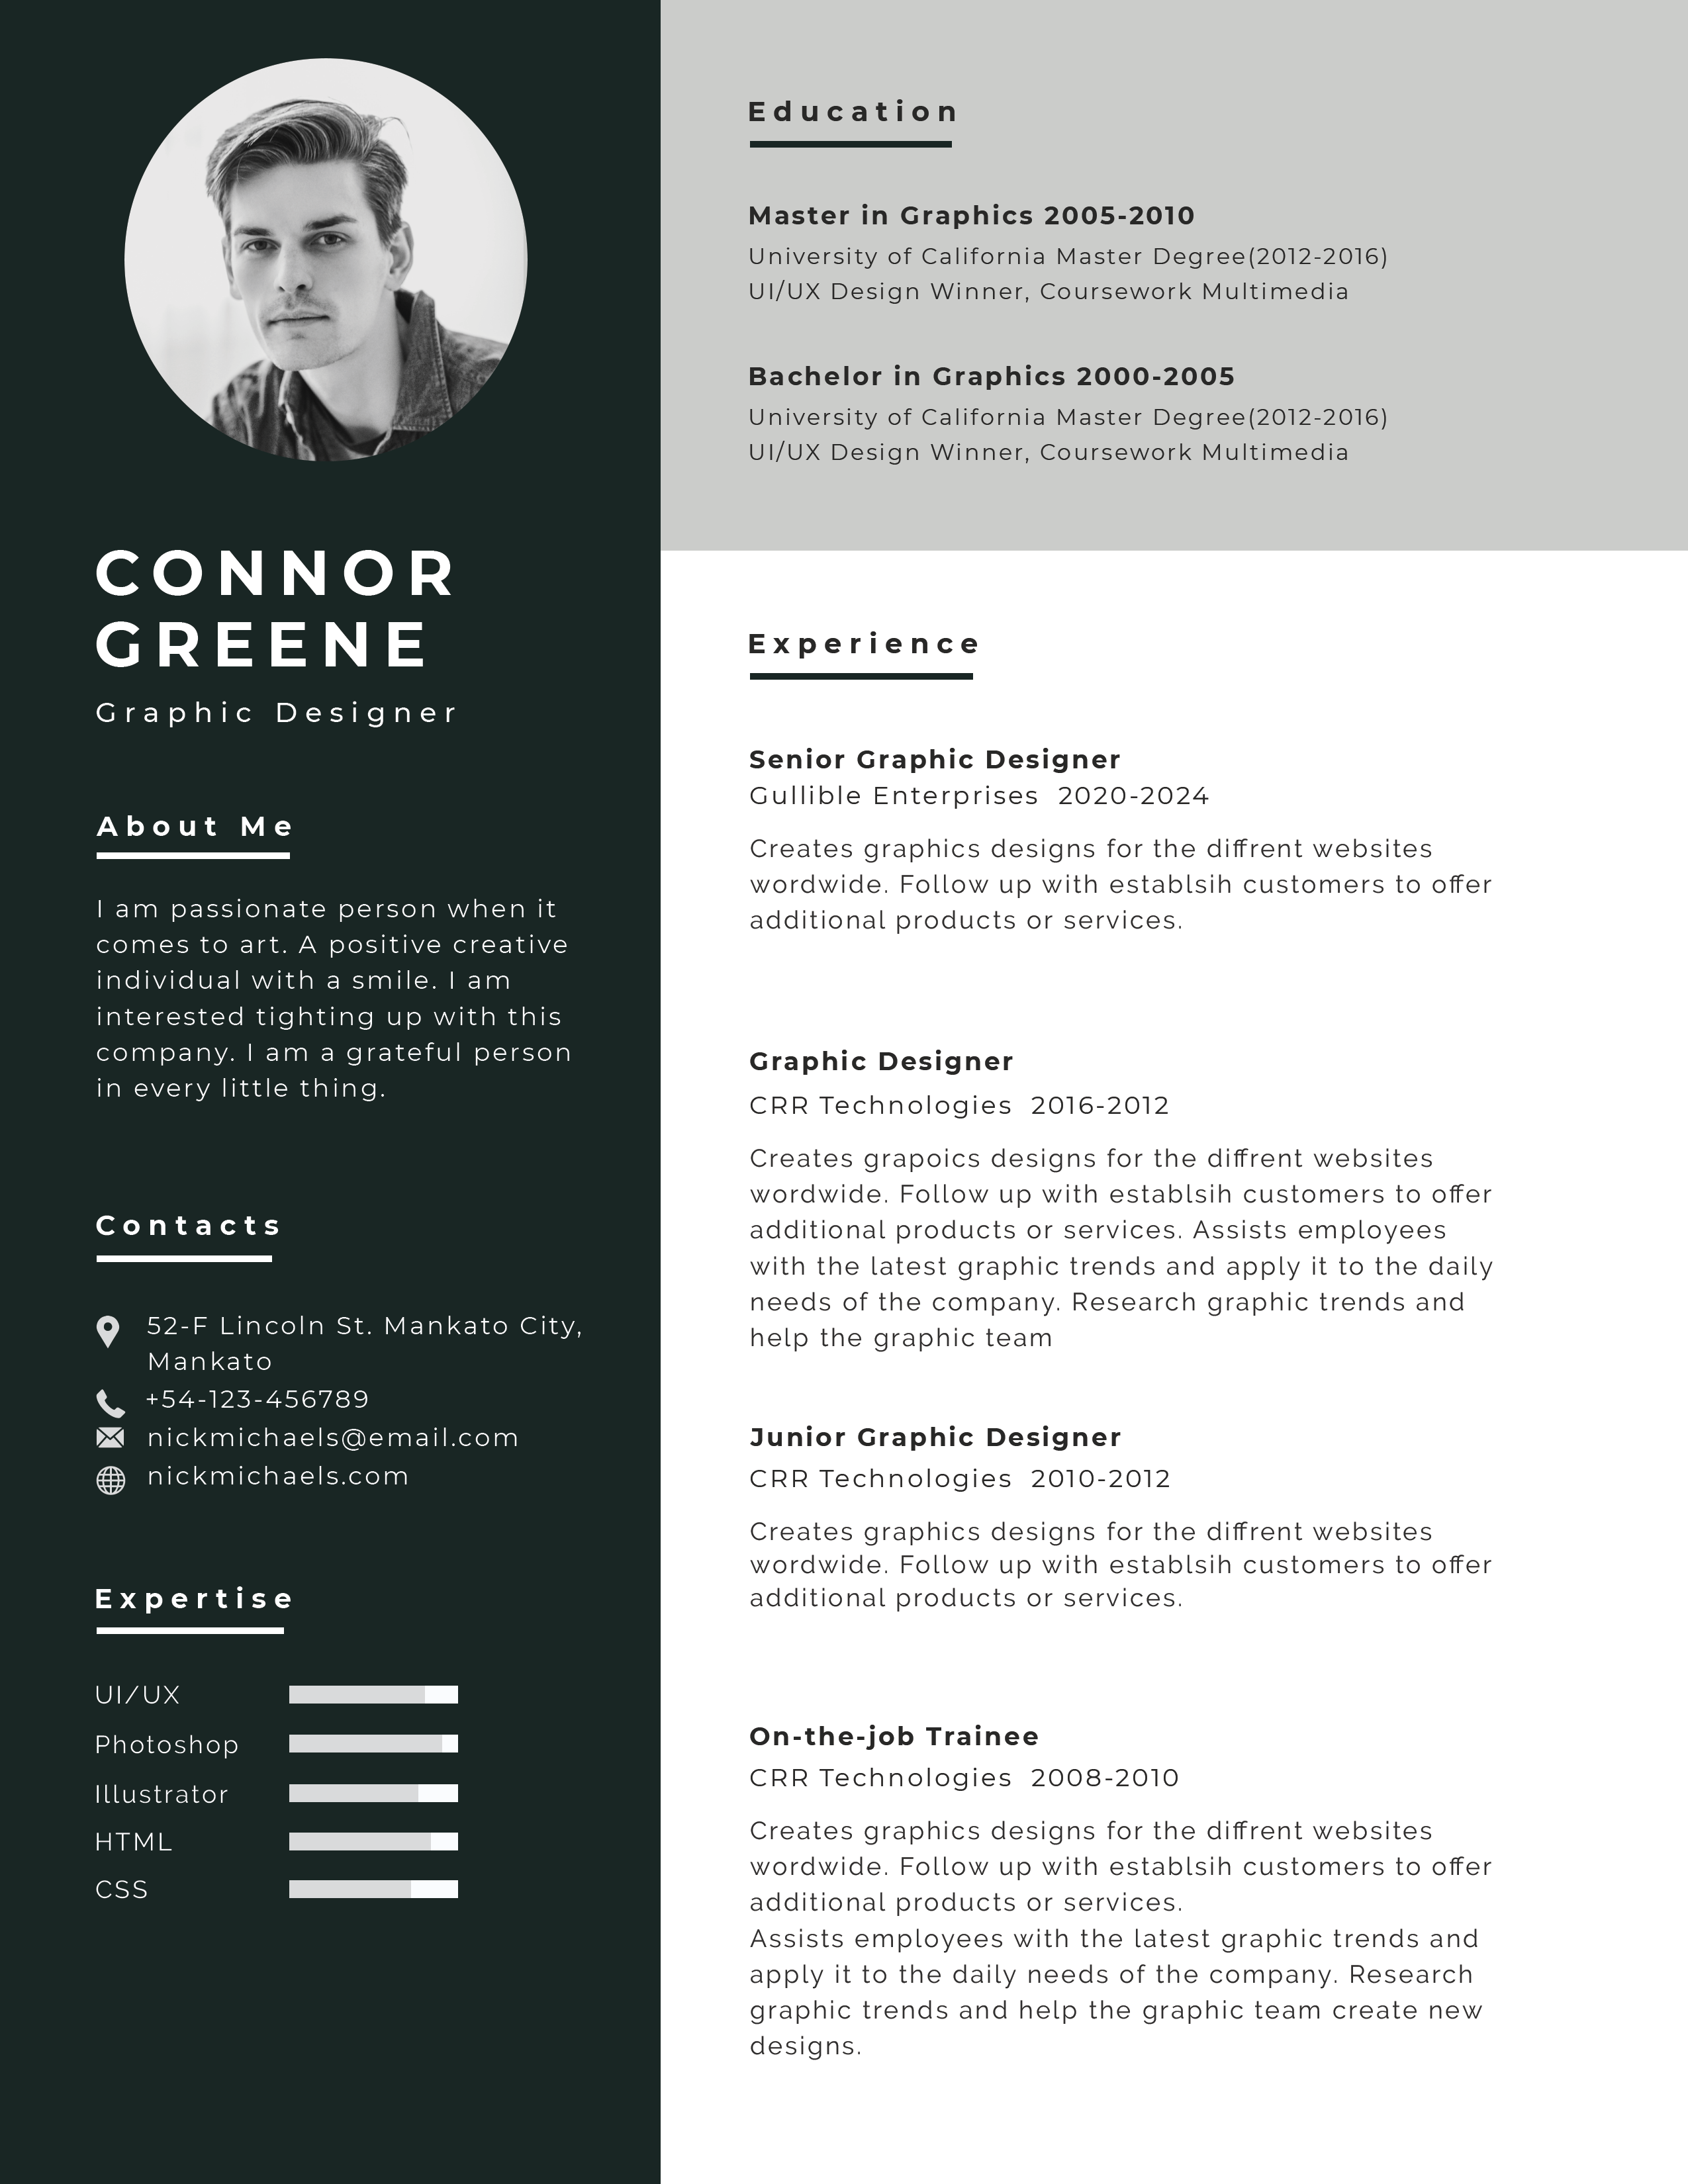 CONNOR
GREENE
Graphic Designer
About Me
I am passionate person when it
comes to art. A positive creative
individual with a smile. I am
interested tighting up with this
company. I am a grateful person
in every little thing.
Contacts
52-F Lincoln St. Mankato City,
Mankato
+54-123-456789
nickmichaels@email.com
nickmichaels.com
Expertise
UI/UX
Photoshop
Illustrator
HTML
CSS
Education
Master in Graphics 2005-2010
University of California Master Degree(2012-2016)
UI/UX Design Winner, Coursework Multimedia
Bachelor in Graphics 2000-2005
University of California Master Degree(2012-2016)
UI/UX Design Winner, Coursework Multimedia
Experience
Senior Graphic Designer
Gullible Enterprises 2020-2024
Creates graphics designs for the diffrent websites
wordwide. Follow up with establsih customers to offer
additional products or services.
Graphic Designer
CRR Technologies 2016-2012
Creates grapoics designs for the diffrent websites
wordwide. Follow up with establsih customers to offer
additional products or services. Assists employees
with the latest graphic trends and apply it to the daily
needs of the company. Research graphic trends and
help the graphic team
Junior Graphic Designer
CRR Technologies 2010-2012
Creates graphics designs for the diffrent websites
wordwide. Follow up with establsih customers to offer
additional products or services.
On-the-job Trainee
CRR Technologies 2008-2010
Creates graphics designs for the diffrent websites
wordwide. Follow up with establsih customers to offer
additional products or services.
Assists employees with the latest graphic trends and
apply it to the daily needs of the company. Research
graphic trends and help the graphic team create new
designs.